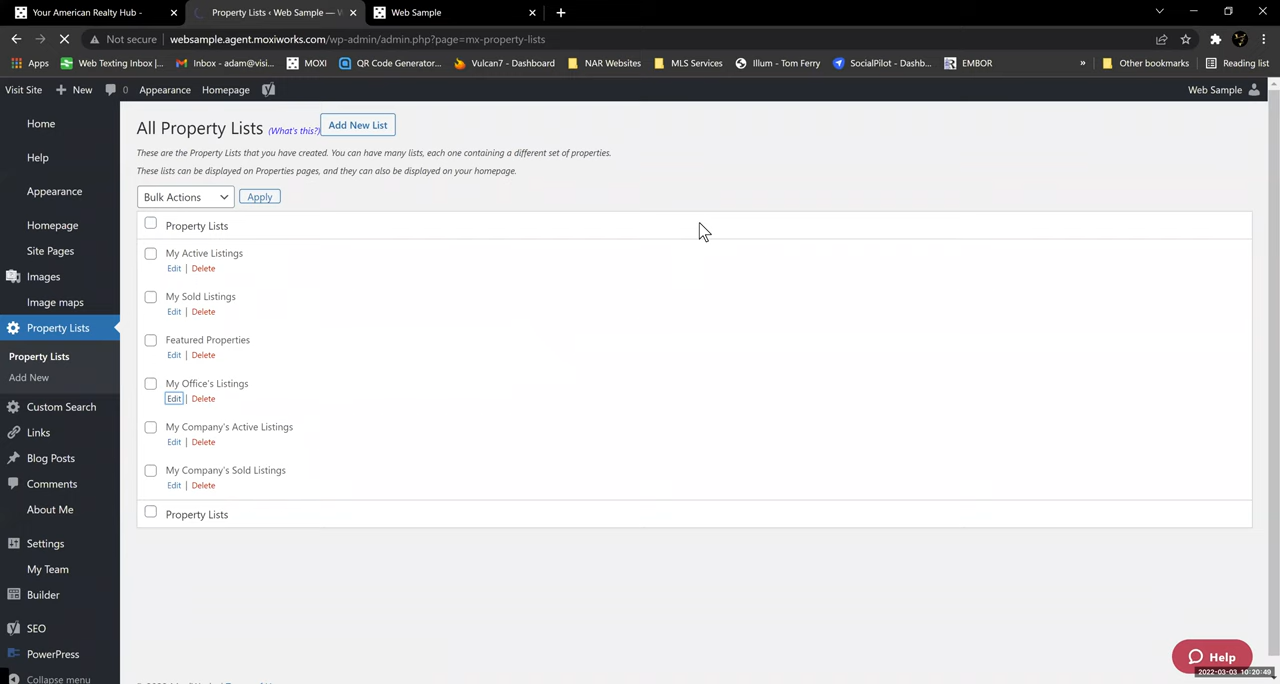 Your American Realty Hub -
Property Lists ‹ Web Sample — W
Web Sample
Not secure
websample.agent.moxiworks.com/wp-admin/admin.php?page=mx-property-lists
Apps
Web Texting Inbox |...
Inbox - adam@visi...
MOXI
QR Code Generator...
Vulcan7 - Dashboard
NAR Websites
MLS Services
Illum - Tom Ferry
SocialPilot - Dashb...
EMBOR
»
Other bookmarks
Reading list
Visit Site
New
0
Appearance
Homepage
Web Sample
Home
Help
Appearance
Homepage
Site Pages
Images
Image maps
Property Lists
Property Lists
Add New
Custom Search
Links
Blog Posts
Comments
About Me
Settings
My Team
Builder
SEO
PowerPress
Collapse menu
All Property Lists (What's this?) Add New List
These are the Property Lists that you have created. You can have many lists, each one containing a different set of properties.
These lists can be displayed on Properties pages, and they can also be displayed on your homepage.
Bulk Actions
Apply
Property Lists
My Active Listings
Edit | Delete
My Sold Listings
Edit | Delete
Featured Properties
Edit | Delete
My Office's Listings
Edit | Delete
My Company's Active Listings
Edit | Delete
My Company's Sold Listings
Edit | Delete
Property Lists
Help
2022-03-03 10:20:49